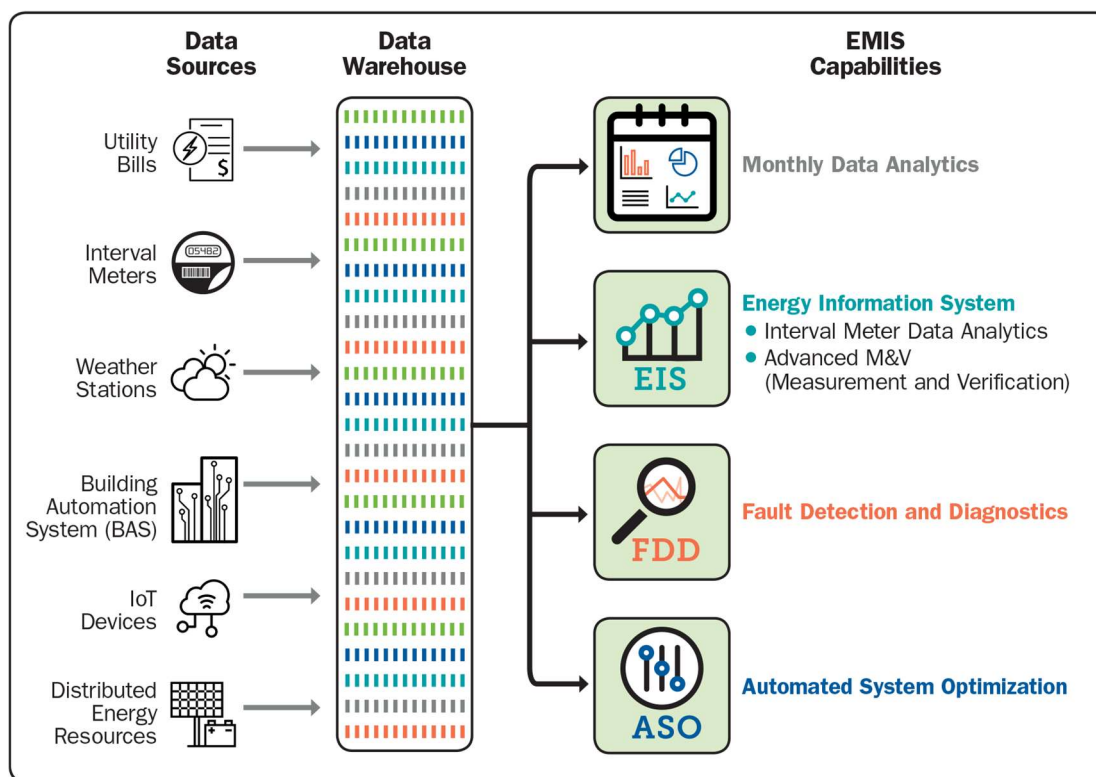 Data
Sources
Data
Warehouse
EMIS
Capabilities
Utility
Bills
$
Interval
Meters
05482
Weather
Stations
Building
Automation
System (BAS)
IoT
Devices
Distributed
Energy
Resources
Monthly Data Analytics
EIS
Energy Information System
• Interval Meter Data Analytics
• Advanced M&V
(Measurement and Verification)
FDD
Fault Detection and Diagnostics
ASO
Automated System Optimization